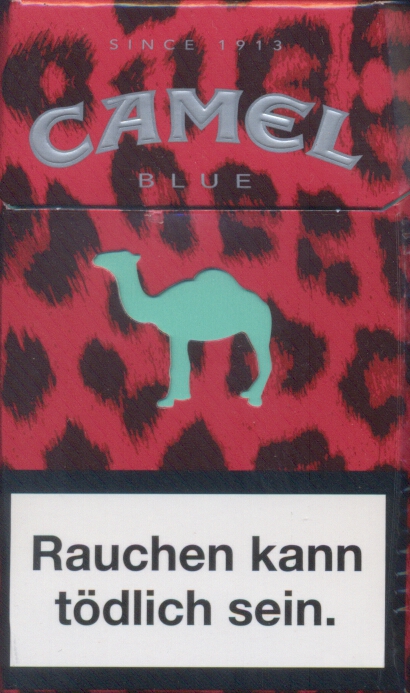 SINCE 1913
CAMEL
BLUE
Rauchen kann
tödlich sein.